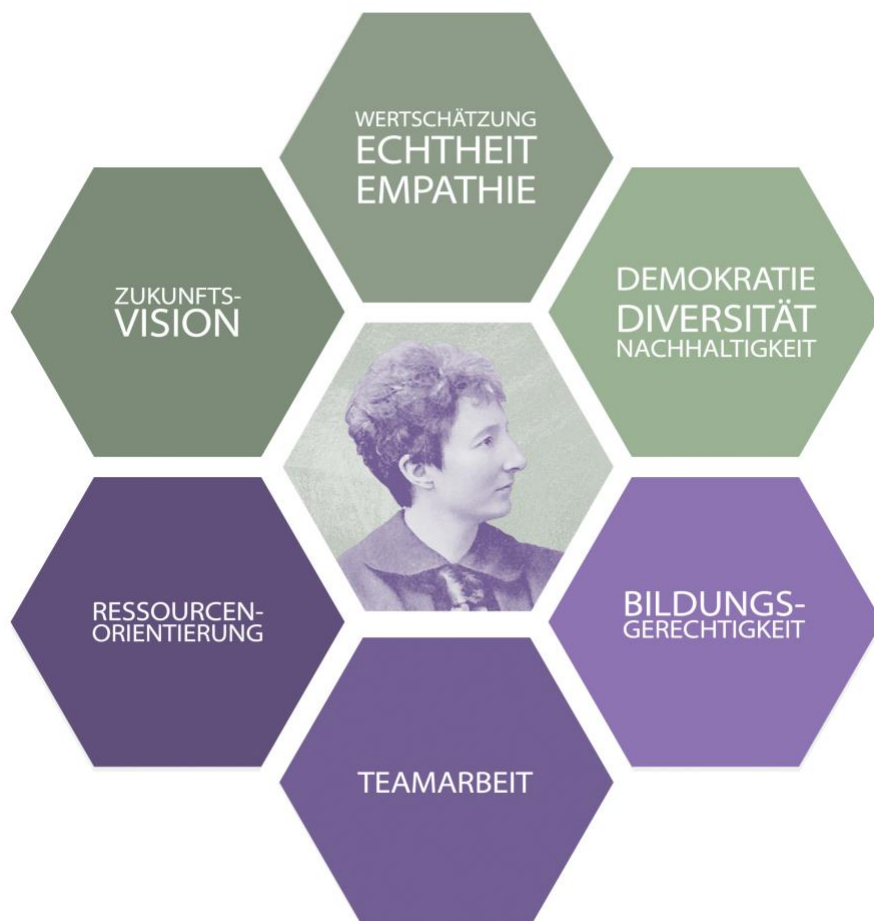 WERTSCHÄTZUNG
ECHTHEIT
EMPATHIE
DEMOKRATIE
DIVERSITÄT
NACHHALTIGKEIT
ZUKUNFTS-
VISION
RESSOURCEN-
ORIENTIERUNG
BILDUNGS-
GERECHTIGKEIT
TEAMARBEIT